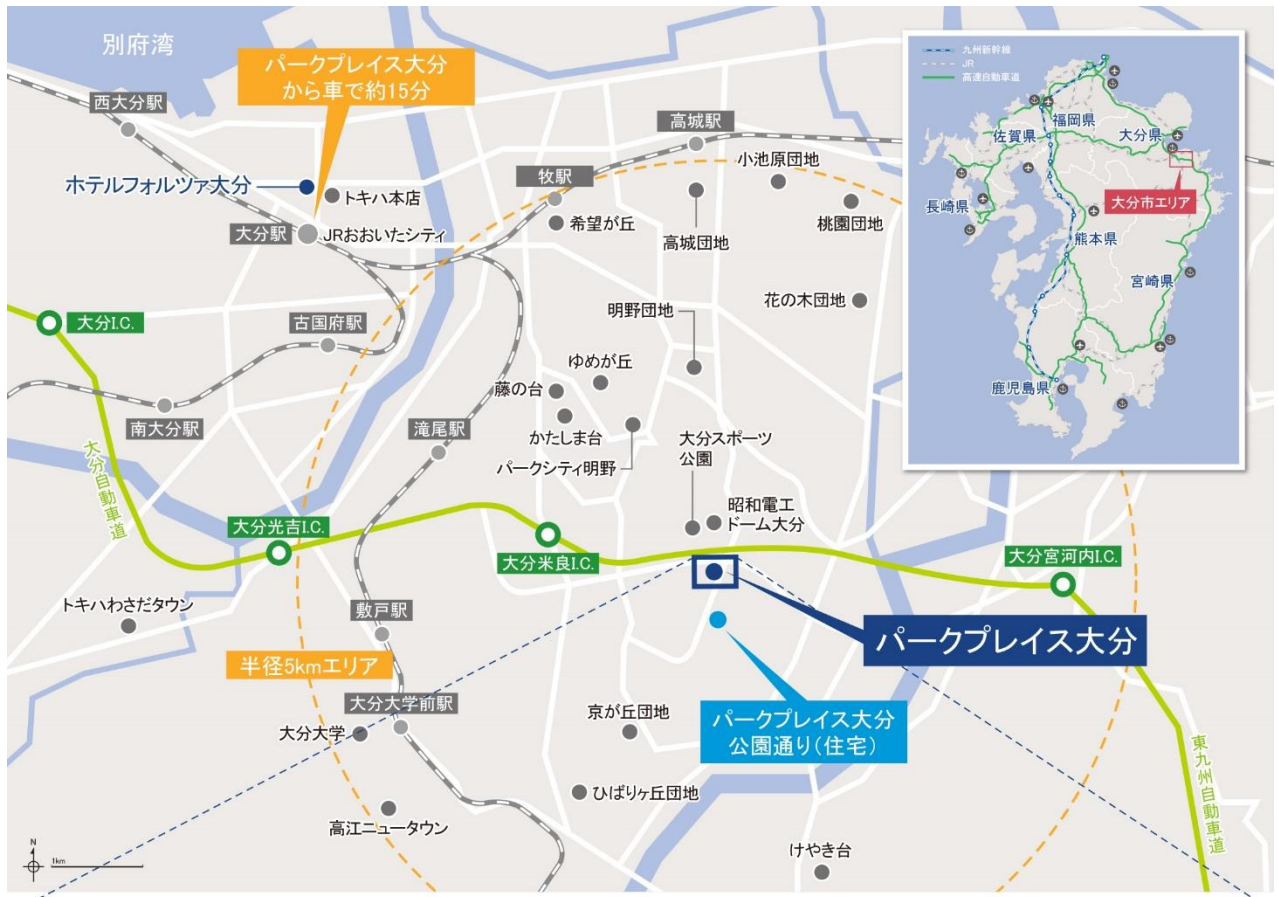 別府湾
パークプレイス大分
から車で約15分
西大分駅
ホテルフォルツァ大分
トキハ本店
大分駅
JRおおいたシティ
牧駅
希望が丘
高城駅
小池原団地
高城団地
桃園団地
花の木団地
明野団地
大分I.C.
古国府駅
南大分駅
大分自動車道
ゆめが丘
藤の台
かたしま台
パークシティ明野
滝尾駅
大分スポーツ
公園
昭和電工
ドーム大分
大分光吉I.C.
大分米良I.C.
大分宮河内I.C.
トキハわさだタウン
敷戸駅
半径5kmエリア
パークプレイス大分
大分大学前駅
大分大学
京が丘団地
パークプレイス大分
公園通り(住宅)
ひばりヶ丘団地
高江ニュータウン
けやき台
東九州自動車道
N
1km
九州新幹線
JR
高速自動車道
福岡県
佐賀県
大分県
大分市エリア
長崎県
熊本県
宮崎県
鹿児島県